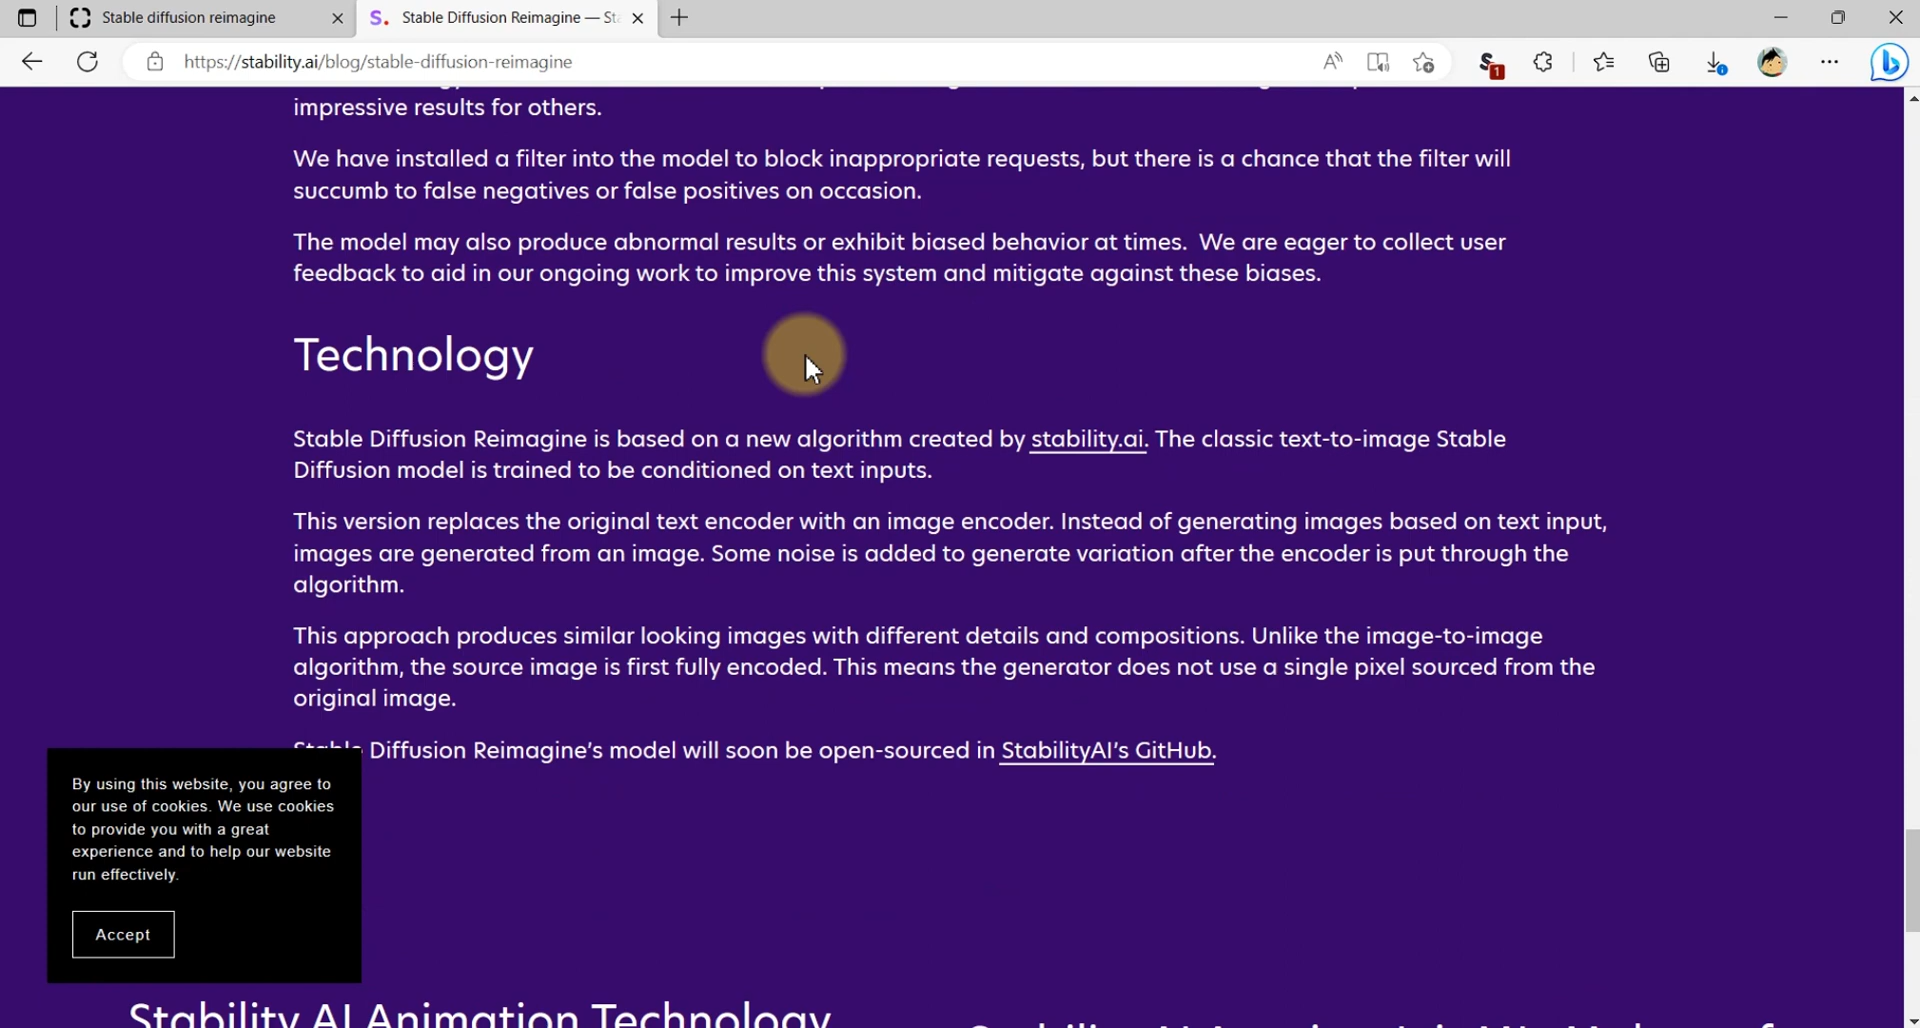 Stable diffusion reimagine
S. Stable Diffusion Reimagine — Sta
https://stability.ai/blog/stable-diffusion-reimagine
1
impressive results for others.
We have installed a filter into the model to block inappropriate requests, but there is a chance that the filter will
succumb to false negatives or false positives on occasion.
The model may also produce abnormal results or exhibit biased behavior at times. We are eager to collect user
feedback to aid in our ongoing work to improve this system and mitigate against these biases.
Technology
Stable Diffusion Reimagine is based on a new algorithm created by stability.ai. The classic text-to-image Stable
Diffusion model is trained to be conditioned on text inputs.
This version replaces the original text encoder with an image encoder. Instead of generating images based on text input,
images are generated from an image. Some noise is added to generate variation after the encoder is put through the
algorithm.
This approach produces similar looking images with different details and compositions. Unlike the image-to-image
algorithm, the source image is first fully encoded. This means the generator does not use a single pixel sourced from the
original image.
Stable Diffusion Reimagine's model will soon be open-sourced in StabilityAI's GitHub.
By using this website, you agree to
our use of cookies. We use cookies
to provide you with a great
experience and to help our website
run effectively.
Accept
Stability AI Animation Technology